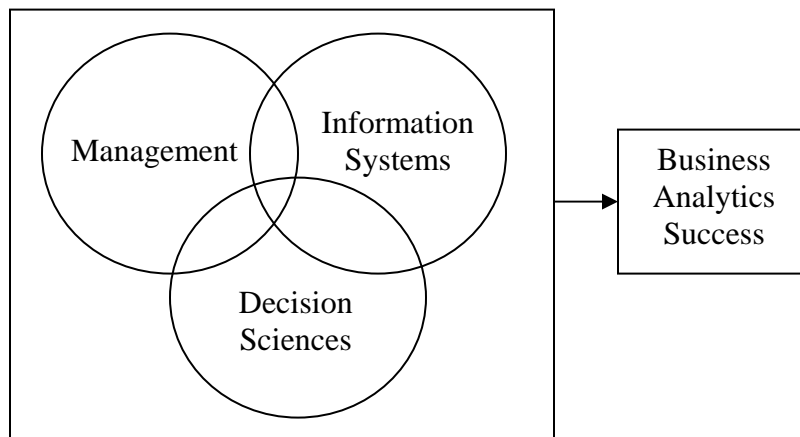 Management
Information
Systems
Decision
Sciences
Business
Analytics
Success